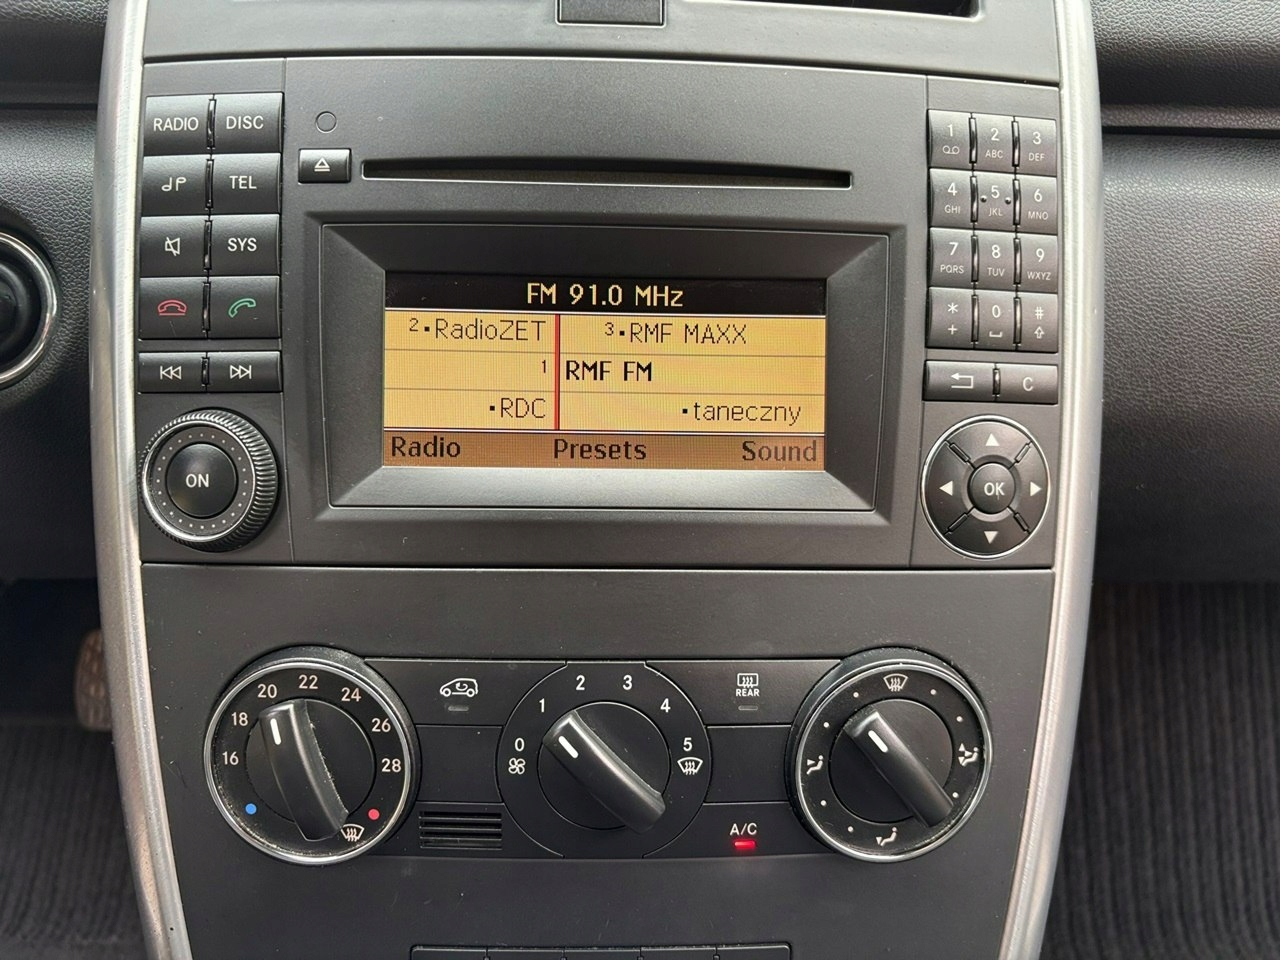 RADIO DISC
TEL
SYS
FM 91.0 MHz
2 RadioZET 3 RMF MAXX
1 RMF FM
RDC taneczny
Radio Presets Sound
ON
1 2 3
ABC DEF
4 5 6
GHI JKL MNO
7 8 9
PQRS TUV WXYZ
* 0 #
+
C
OK
16 18 20 22 24 26 28
0 1 2 3 4 5
REAR
A/C